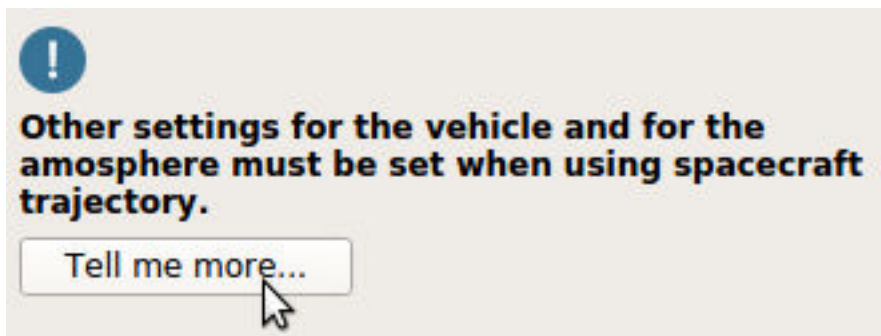 Other settings for the vehicle and for the
amosphere must be set when using spacecraft
trajectory.
Tell me more...